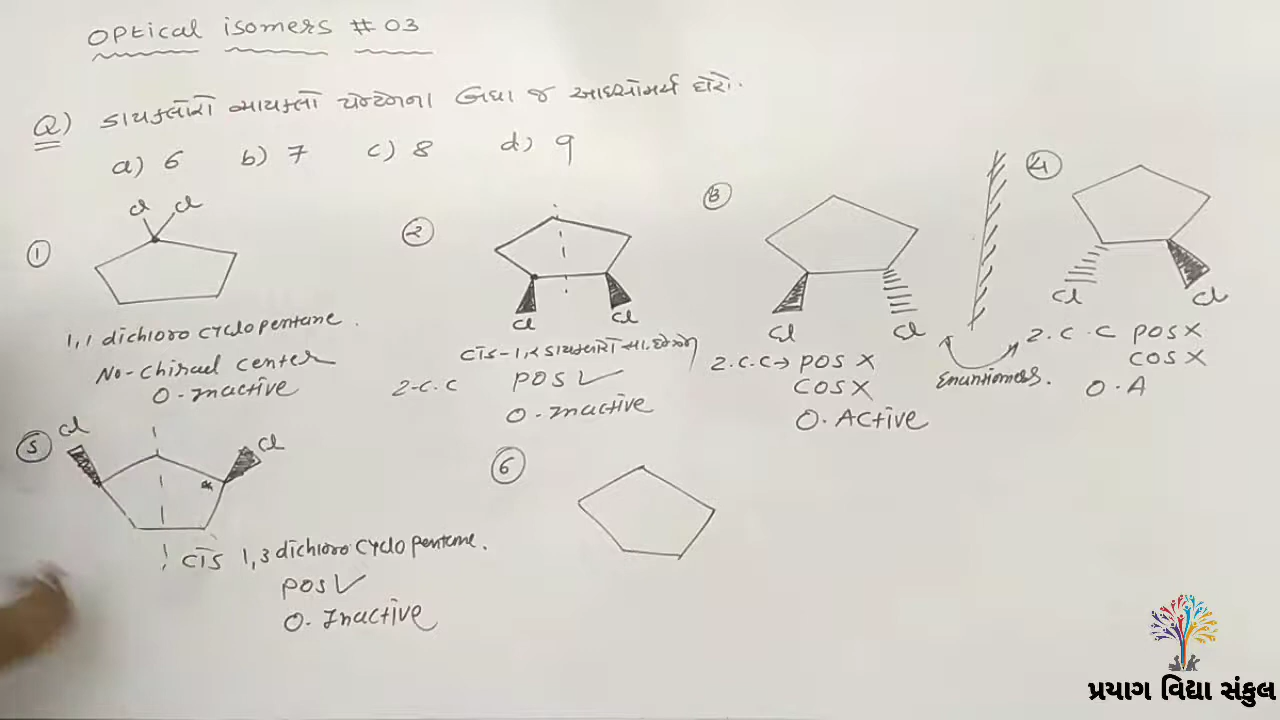 OPtical isomers # 03
Q) ડાયક્લોરો સાયક્લો પેન્ટેનના બધા જ આઇસોમર્સ દોરો.
a) 6 b) 7 c) 8 d) 9
①
Cl Cl
1,1 dichloro cyclopentane.
No-chiral center
O-Inactive
②
Cl Cl
CIS-1,2 ડાયક્લોરો સા.
2-C.C POS ✓
O-Inactive
③
Cl Cl
2.C.C → POS X
COS X
O.Active
Enantiomers.
④
Cl Cl
2.C.C POS X
COS X
O.A
⑤
Cl Cl
*
CIS 1,3 dichloro cyclo pentane.
POS ✓
O. Inactive
⑥
SK
પ્રયાગ વિદ્યા સંકુલ